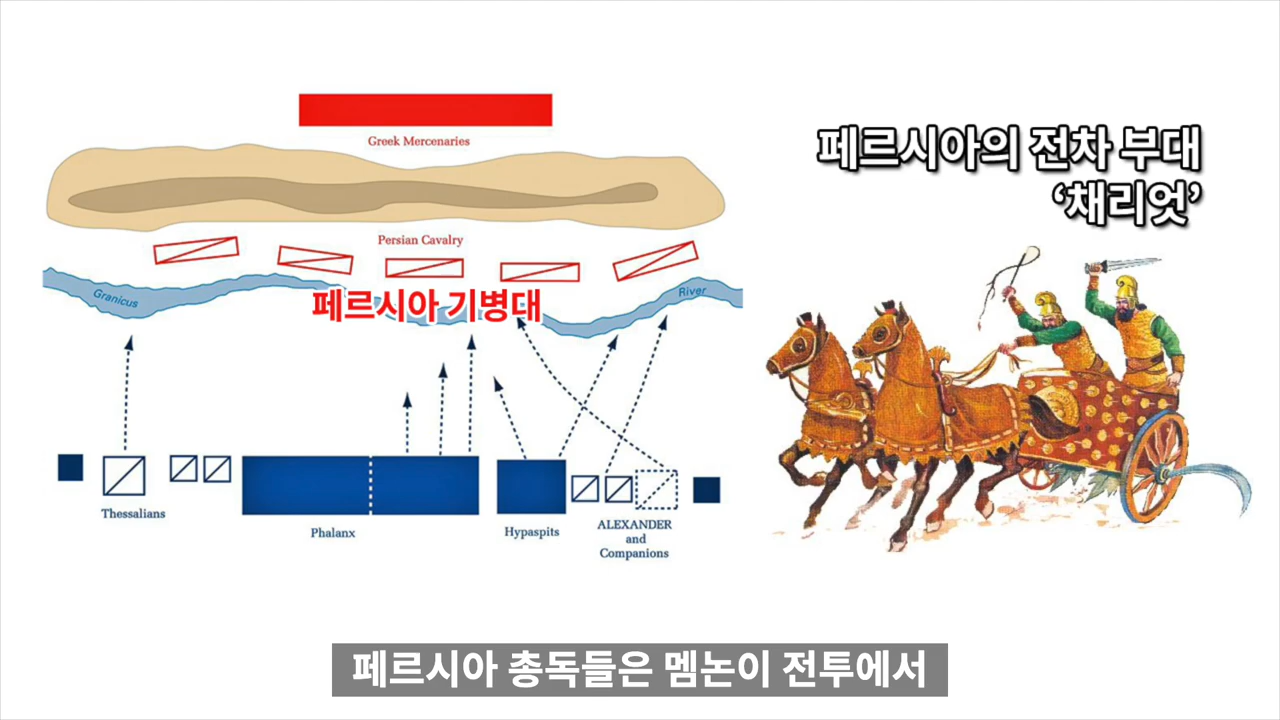 Greek Mercenaries
Persian Cavalry
Granicus
River
페르시아 기병대
Thessalians
Phalanx
Hypaspits
ALEXANDER
and
Companions
페르시아의 전차 부대
‘채리엇’
페르시아 총독들은 멤논이 전투에서